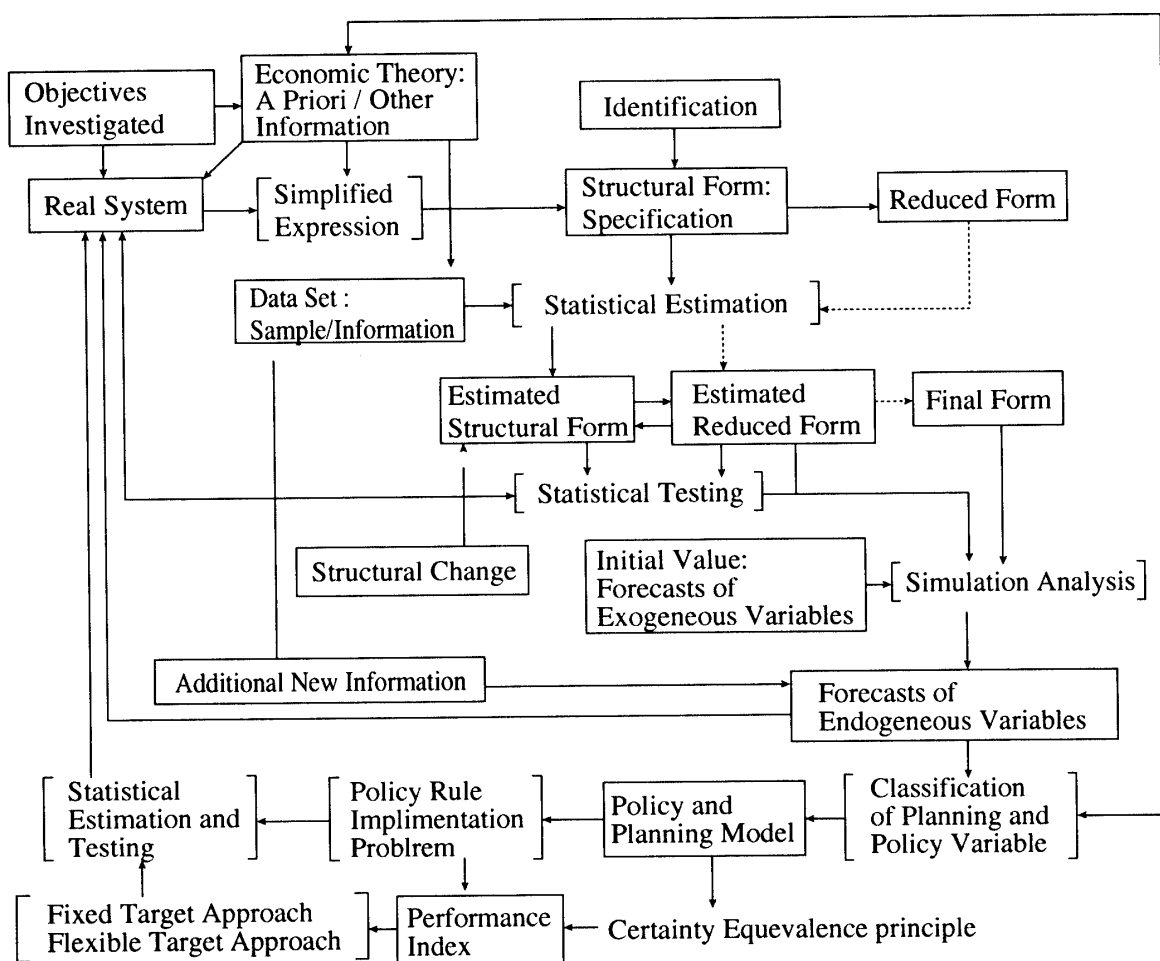 Objectives
Investigated
Economic Theory:
A Priori / Other
Information
Identification
Real System
Simplified
Expression
Structural Form:
Specification
Reduced Form
Data Set :
Sample/Information
Statistical Estimation
Estimated
Structural Form
Estimated
Reduced Form
Final Form
Statistical Testing
Structural Change
Initial Value:
Forecasts of
Exogeneous Variables
Simulation Analysis
Additional New Information
Forecasts of
Endogeneous Variables
Statistical
Estimation and
Testing
Policy Rule
Implimentation
Problrem
Policy and
Planning Model
Classification
of Planning and
Policy Variable
Fixed Target Approach
Flexible Target Approach
Performance
Index
Certainty Equevalence principle